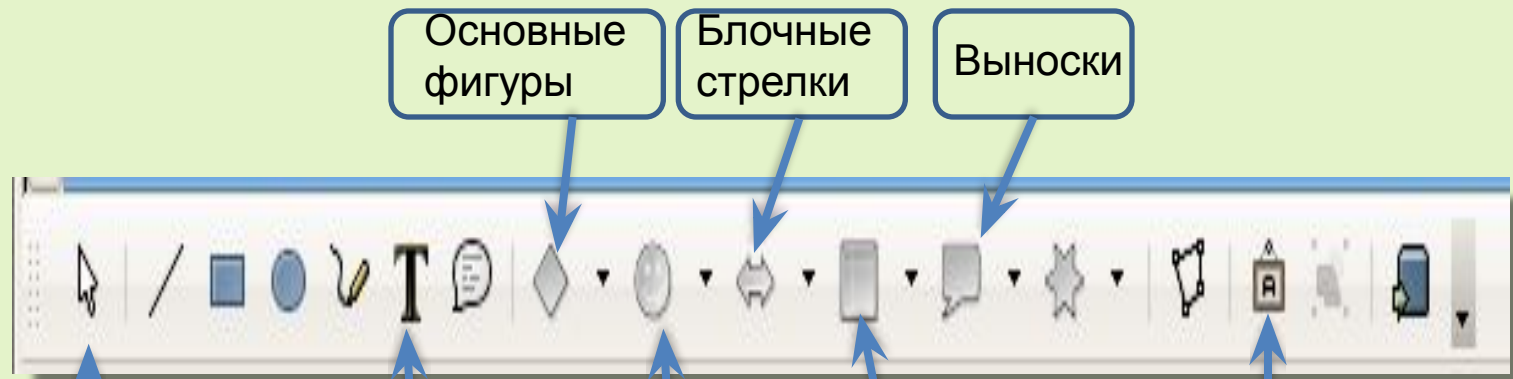 Основные
фигуры
Блочные
стрелки
Выноски
T
A